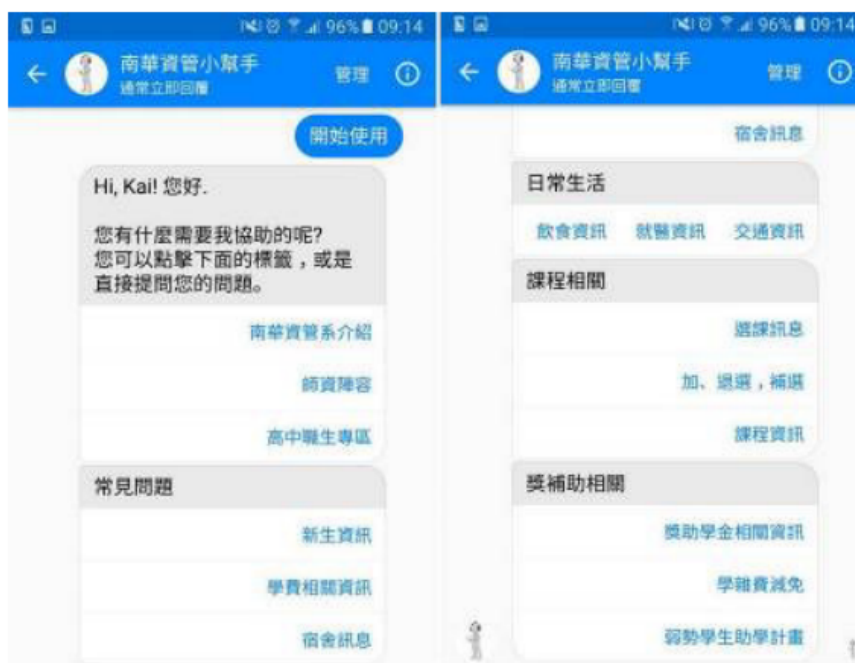 96% 09:14
南華資管小幫手
通常立即回覆
管理
開始使用
Hi, Kai! 您好.
您有什麼需要我協助的呢?
您可以點擊下面的標籤，或是
直接提問您的問題。
南華資管系介紹
師資陣容
高中職生專區
常見問題
新生資訊
學費相關資訊
宿舍訊息
96% 09:14
南華資管小幫手
通常立即回覆
管理
宿舍訊息
日常生活
飲食資訊 就醫資訊 交通資訊
課程相關
選課訊息
加、退選，補選
課程資訊
獎補助相關
獎助學金相關資訊
學雜費減免
弱勢學生助學計畫